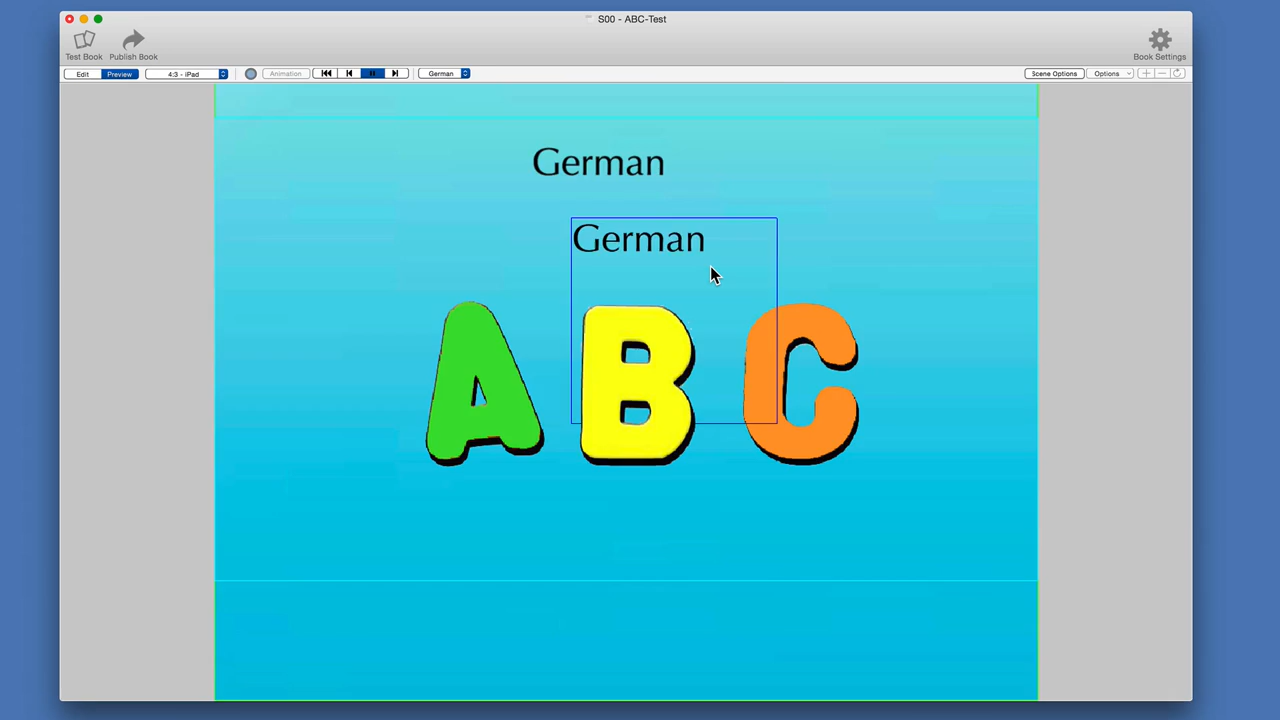 S00 - ABC-Test
Test Book
Publish Book
Book Settings
Edit
Preview
4:3 - iPad
Animation
German
Scene Options
Options
German
German
A B C